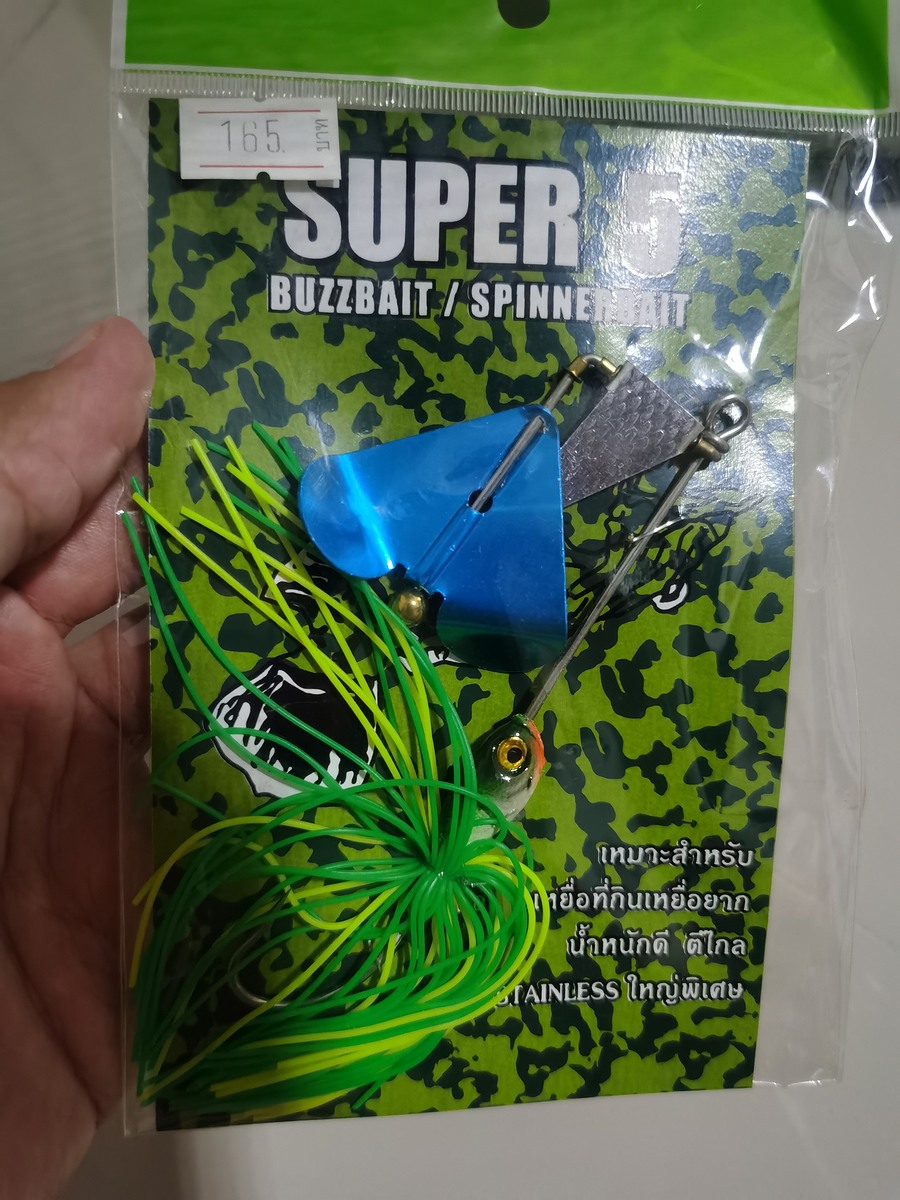 165.
บาท
SUPER 5
BUZZBAIT / SPINNERBAIT
เหมาะสำหรับ
เหยื่อที่กินเหยื่อยาก
น้ำหนักดี ตีไกล
STAINLESS ใหญ่พิเศษ